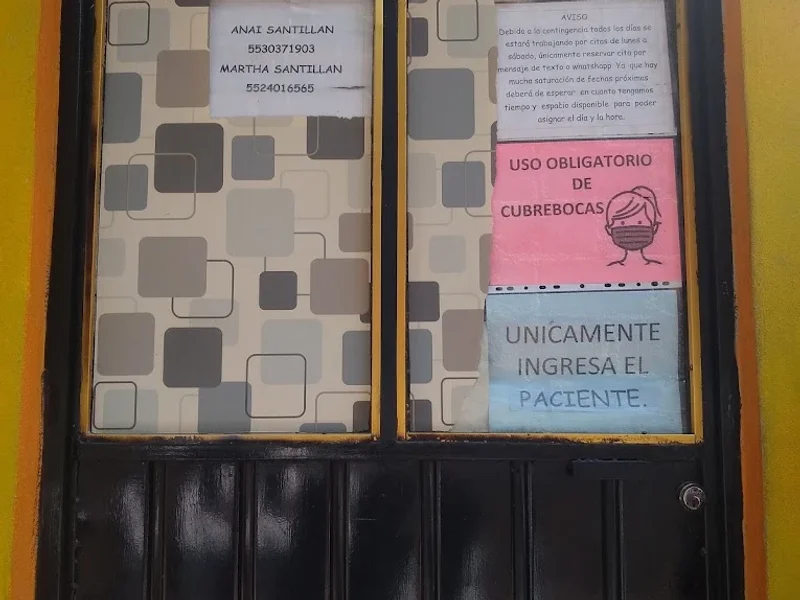 ANAI SANTILLAN
5530371903
MARTHA SANTILLAN
5524016565
AVISO
Debido a la contingencia todos los días se
estará trabajando por citas de lunes a
sábado, únicamente reservar cita por
mensaje de texto o whatshapp. Ya que hay
mucha saturación de fechas próximas
deberá de esperar en cuanto tengamos
tiempo y espacio disponible para poder
asignar el día y la hora.
USO OBLIGATORIO
DE
CUBREBOCAS
UNICAMENTE
INGRESA EL
PACIENTE.